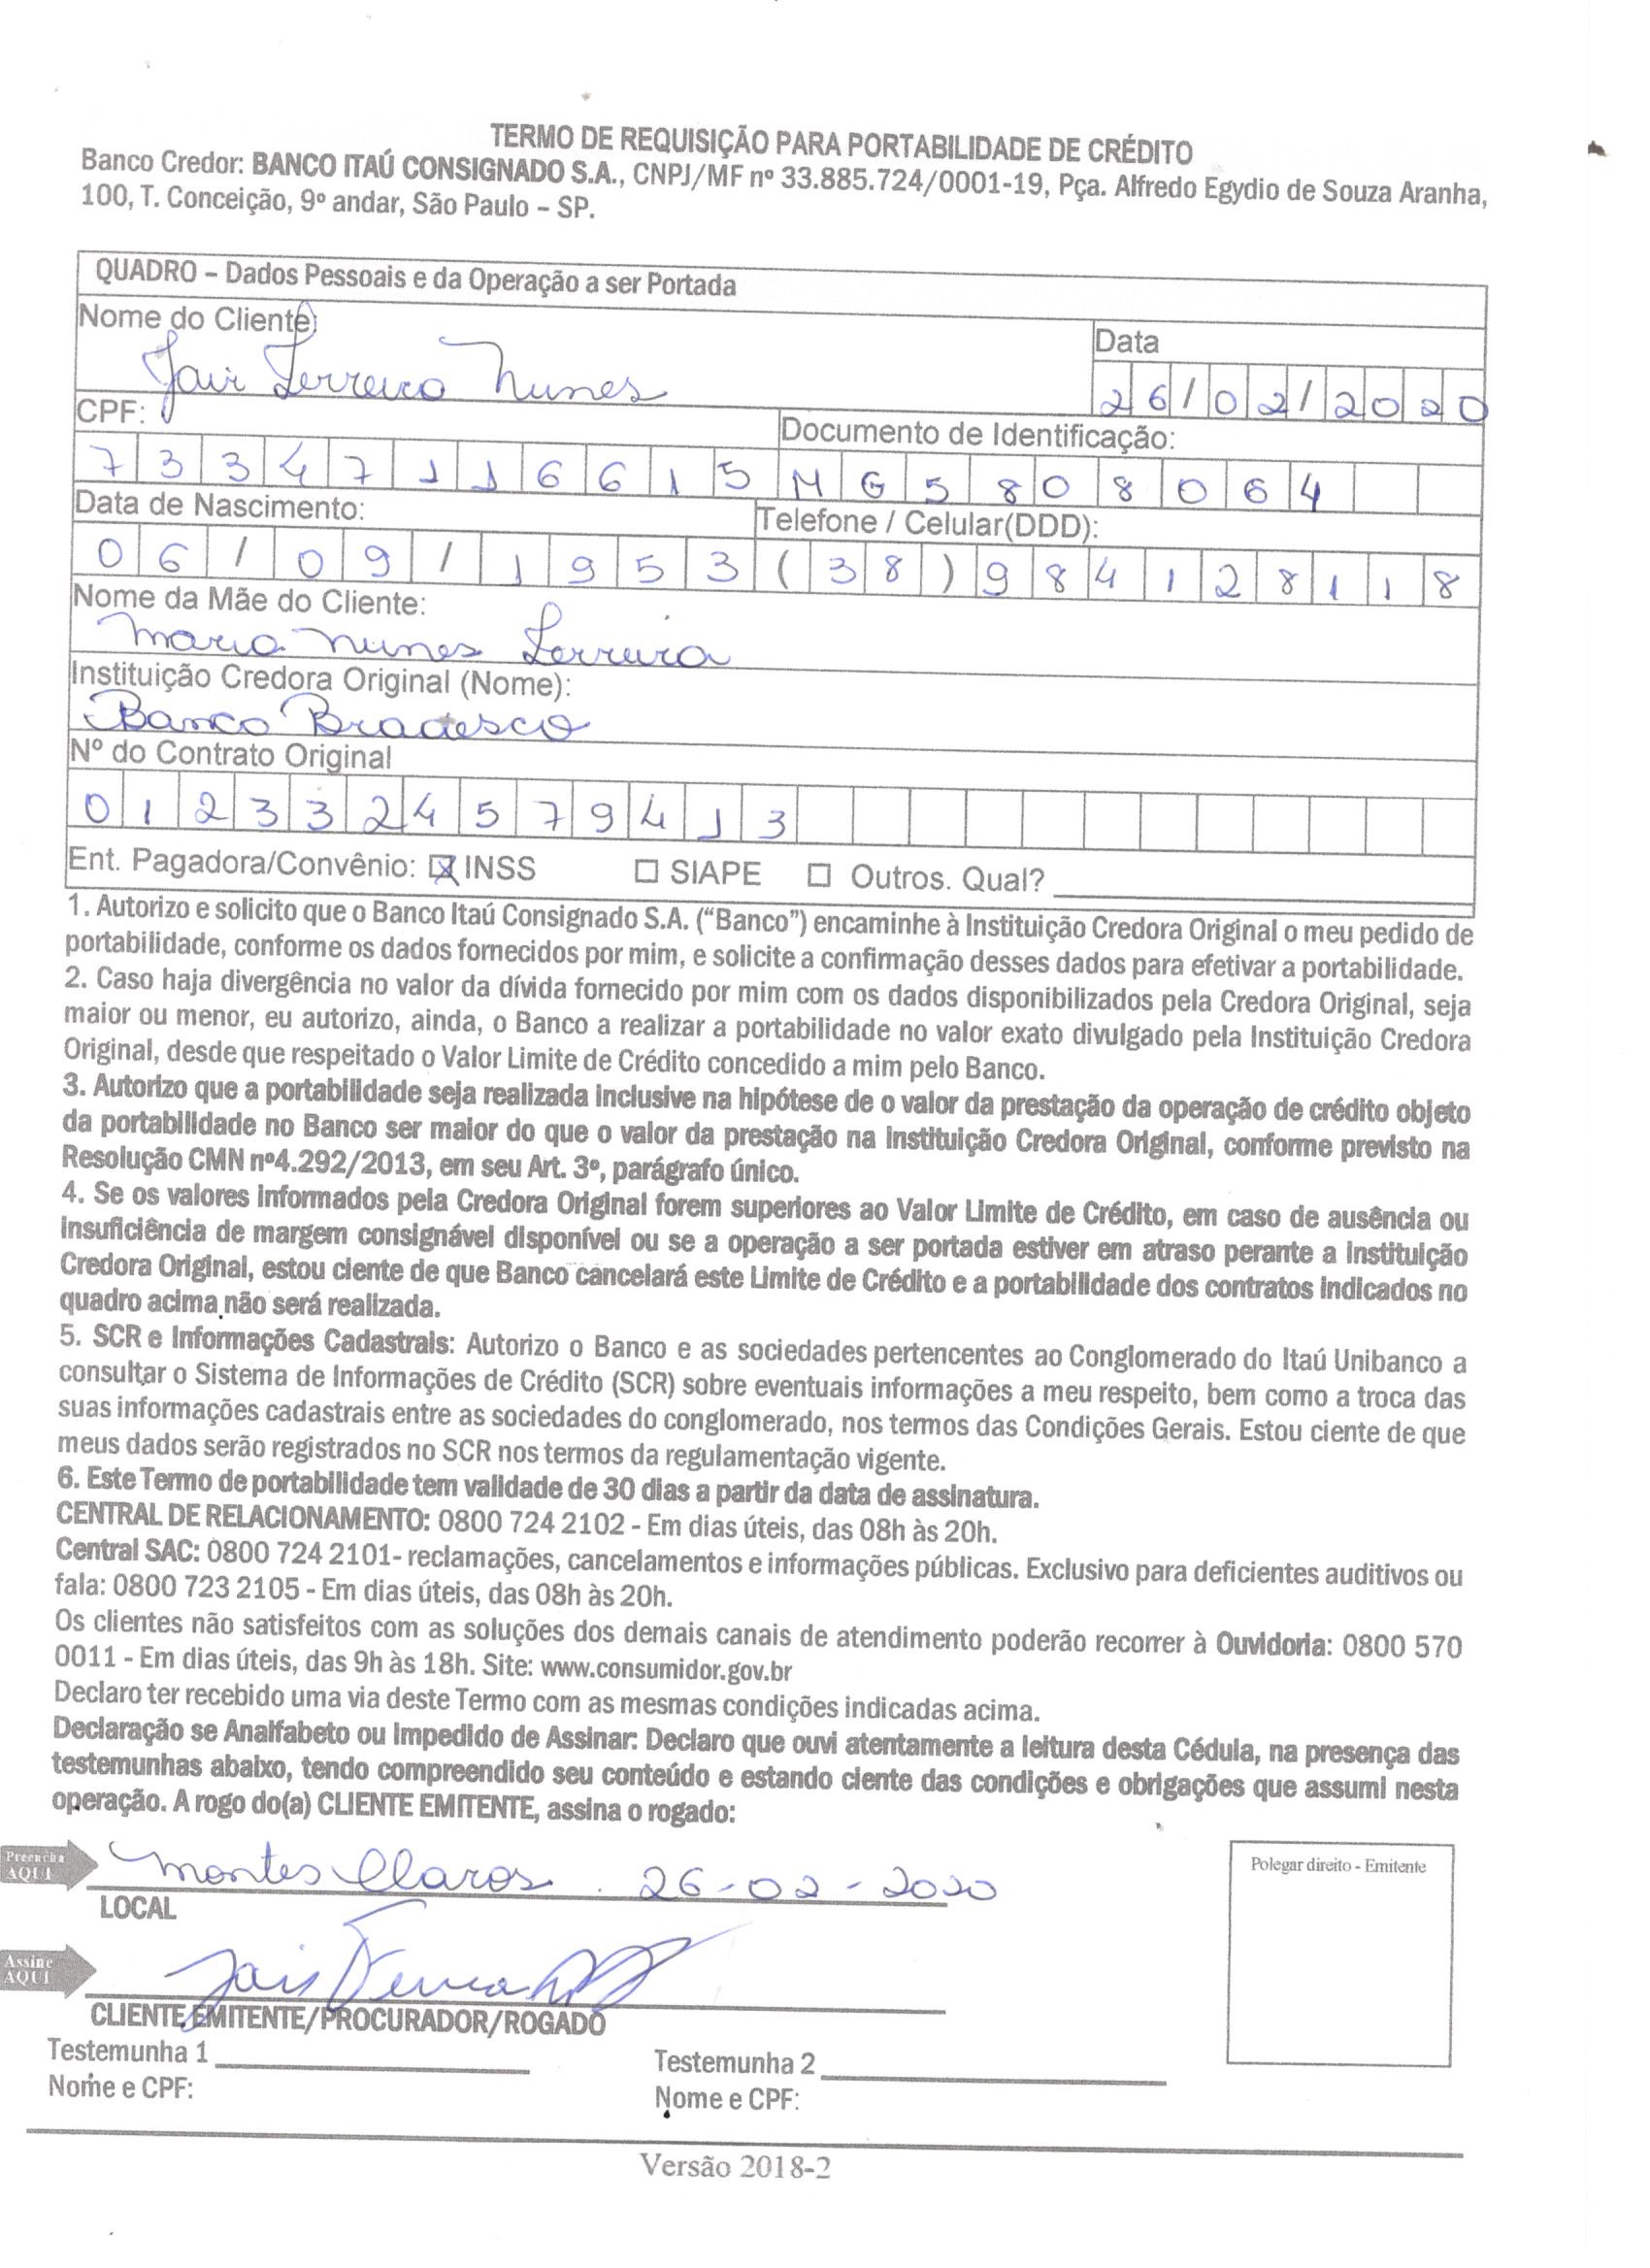 TERMO DE REQUISIÇÃO PARA PORTABILIDADE DE CRÉDITO
Banco Credor: BANCO ITAÚ CONSIGNADO S.A., CNPJ/MF nº 33.885.724/0001-19, Pça. Alfredo Egydio de Souza Aranha,
100, T. Conceição, 9º andar, São Paulo – SP.
QUADRO – Dados Pessoais e da Operação a ser Portada
Nome do Cliente: Data
Jair Ferreira Nunes 26/02/2020
CPF: Documento de Identificação:
73347116615 MG5808064
Data de Nascimento: Telefone / Celular(DDD):
06/09/1953 (38)984128118
Nome da Mãe do Cliente:
Maria Nunes Ferreira
Instituição Credora Original (Nome):
Banco Bradesco
Nº do Contrato Original
0123324579413
Ent. Pagadora/Convênio: ☒ INSS ☐ SIAPE ☐ Outros. Qual?
1. Autorizo e solicito que o Banco Itaú Consignado S.A. (“Banco”) encaminhe à Instituição Credora Original o meu pedido de
portabilidade, conforme os dados fornecidos por mim, e solicite a confirmação desses dados para efetivar a portabilidade.
2. Caso haja divergência no valor da dívida fornecido por mim com os dados disponibilizados pela Credora Original, seja
maior ou menor, eu autorizo, ainda, o Banco a realizar a portabilidade no valor exato divulgado pela Instituição Credora
Original, desde que respeitado o Valor Limite de Crédito concedido a mim pelo Banco.
3. Autorizo que a portabilidade seja realizada inclusive na hipótese de o valor da prestação da operação de crédito objeto
da portabilidade no Banco ser maior do que o valor da prestação na Instituição Credora Original, conforme previsto na
Resolução CMN nº4.292/2013, em seu Art. 3º, parágrafo único.
4. Se os valores informados pela Credora Original forem superiores ao Valor Limite de Crédito, em caso de ausência ou
insuficiência de margem consignável disponível ou se a operação a ser portada estiver em atraso perante a Instituição
Credora Original, estou ciente de que Banco cancelará este Limite de Crédito e a portabilidade dos contratos indicados no
quadro acima não será realizada.
5. SCR e Informações Cadastrais: Autorizo o Banco e as sociedades pertencentes ao Conglomerado do Itaú Unibanco a
consultar o Sistema de Informações de Crédito (SCR) sobre eventuais informações a meu respeito, bem como a troca das
suas informações cadastrais entre as sociedades do conglomerado, nos termos das Condições Gerais. Estou ciente de que
meus dados serão registrados no SCR nos termos da regulamentação vigente.
6. Este Termo de portabilidade tem validade de 30 dias a partir da data de assinatura.
CENTRAL DE RELACIONAMENTO: 0800 724 2102 - Em dias úteis, das 08h às 20h.
Central SAC: 0800 724 2101- reclamações, cancelamentos e informações públicas. Exclusivo para deficientes auditivos ou
fala: 0800 723 2105 - Em dias úteis, das 08h às 20h.
Os clientes não satisfeitos com as soluções dos demais canais de atendimento poderão recorrer à Ouvidoria: 0800 570
0011 - Em dias úteis, das 9h às 18h. Site: www.consumidor.gov.br
Declaro ter recebido uma via deste Termo com as mesmas condições indicadas acima.
Declaração se Analfabeto ou Impedido de Assinar: Declaro que ouvi atentamente a leitura desta Cédula, na presença das
testemunhas abaixo, tendo compreendido seu conteúdo e estando ciente das condições e obrigações que assumi nesta
operação. A rogo do(a) CLIENTE EMITENTE, assina o rogado:
Preencha
AQUI
Montes Claros. 26-02-2020
Polegar direito - Emitente
LOCAL
Assine
AQUI
Jair
CLIENTE EMITENTE/PROCURADOR/ROGADO
Testemunha 1 Testemunha 2
Nome e CPF: Nome e CPF:
Versão 2018-2